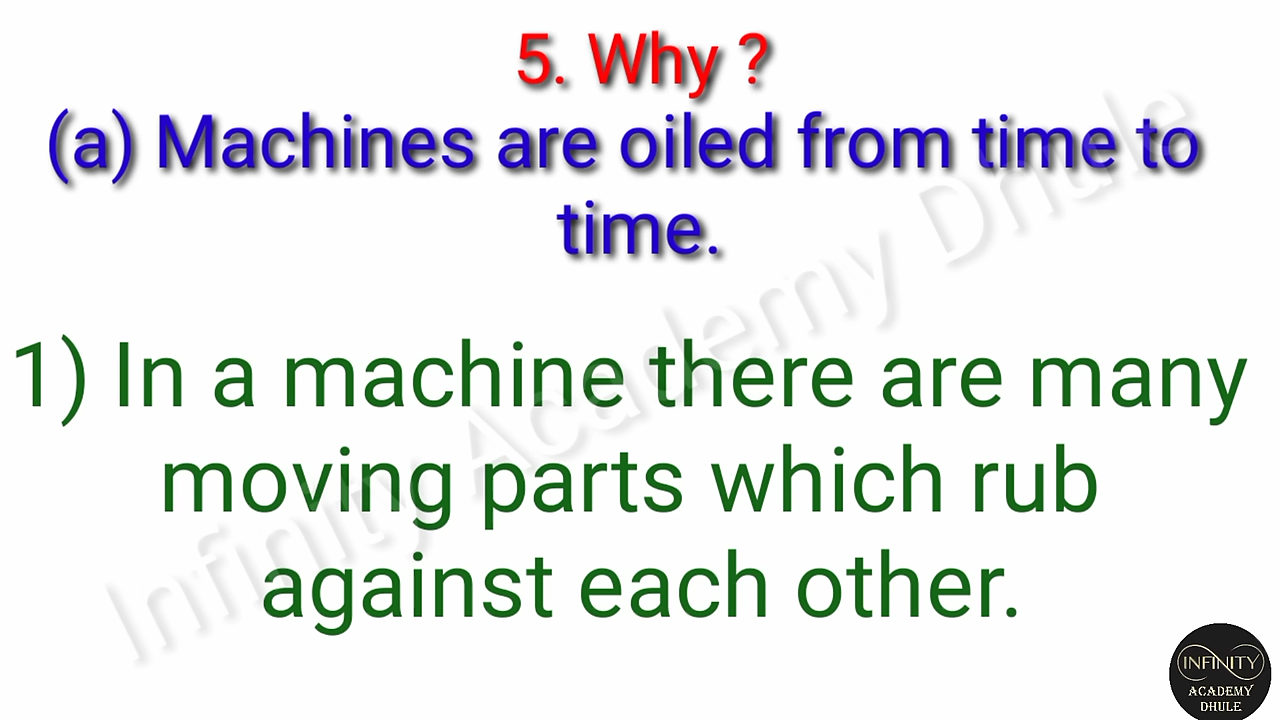 5. Why ?
(a) Machines are oiled from time to
time.
1) In a machine there are many
moving parts which rub
against each other.
Infinity Academy Dhule
INFINITY
ACADEMY
DHULE